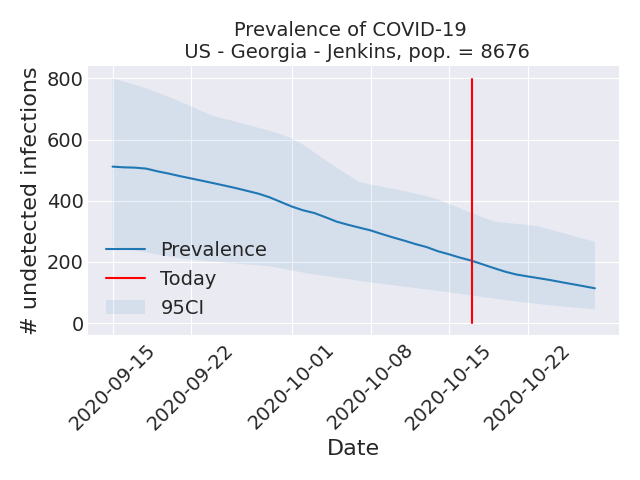 Prevalence of COVID-19
US - Georgia - Jenkins, pop. = 8676
# undetected infections
800
600
400
200
0
Prevalence
Today
95CI
2020-09-15
2020-09-22
2020-10-01
2020-10-08
2020-10-15
2020-10-22
Date